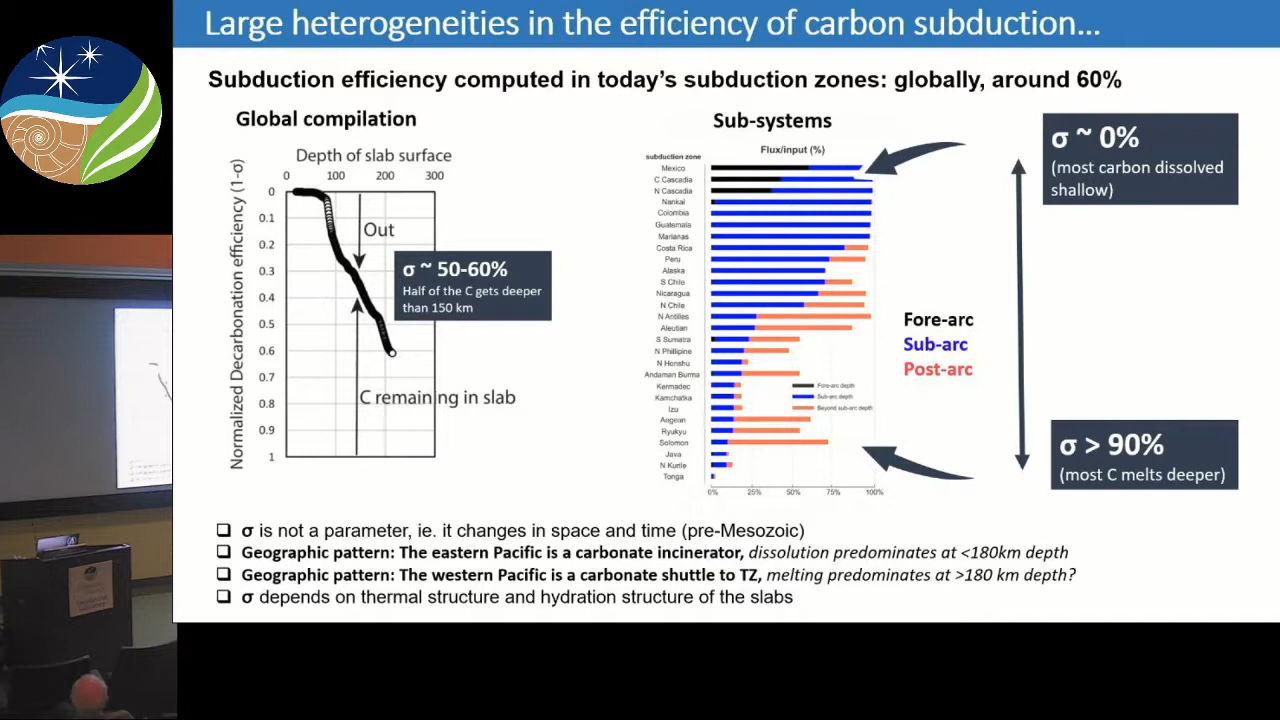 Large heterogeneities in the efficiency of carbon subduction...
Subduction efficiency computed in today's subduction zones: globally, around 60%
Global compilation
Depth of slab surface
0 100 200 300
Normalized Decarbonation efficiency (1-σ)
0
0.1
0.2
0.3
0.4
0.5
0.6
0.7
0.8
0.9
1
Out
σ ~ 50-60%
Half of the C gets deeper
than 150 km
C remaining in slab
Sub-systems
Flux/input (%)
subduction zone
Mexico
C Cascadia
N Cascadia
Nankai
Colombia
Guatemala
Marianas
Costa Rica
Peru
Alaska
S Chile
Nicaragua
N Chile
N Antilles
Aleutian
S Sumatra
N Phillipine
N Honshu
Andaman Burma
Kermadec
Kamchatka
Izu
Aegean
Ryukyu
Solomon
Java
N Kurile
Tonga
Fore-arc depth
Sub-arc depth
Beyond sub-arc depth
0% 25% 50% 75% 100%
Fore-arc
Sub-arc
Post-arc
σ ~ 0%
(most carbon dissolved
shallow)
σ > 90%
(most C melts deeper)
σ is not a parameter, ie. it changes in space and time (pre-Mesozoic)
Geographic pattern: The eastern Pacific is a carbonate incinerator, dissolution predominates at <180km depth
Geographic pattern: The western Pacific is a carbonate shuttle to TZ, melting predominates at >180 km depth?
σ depends on thermal structure and hydration structure of the slabs